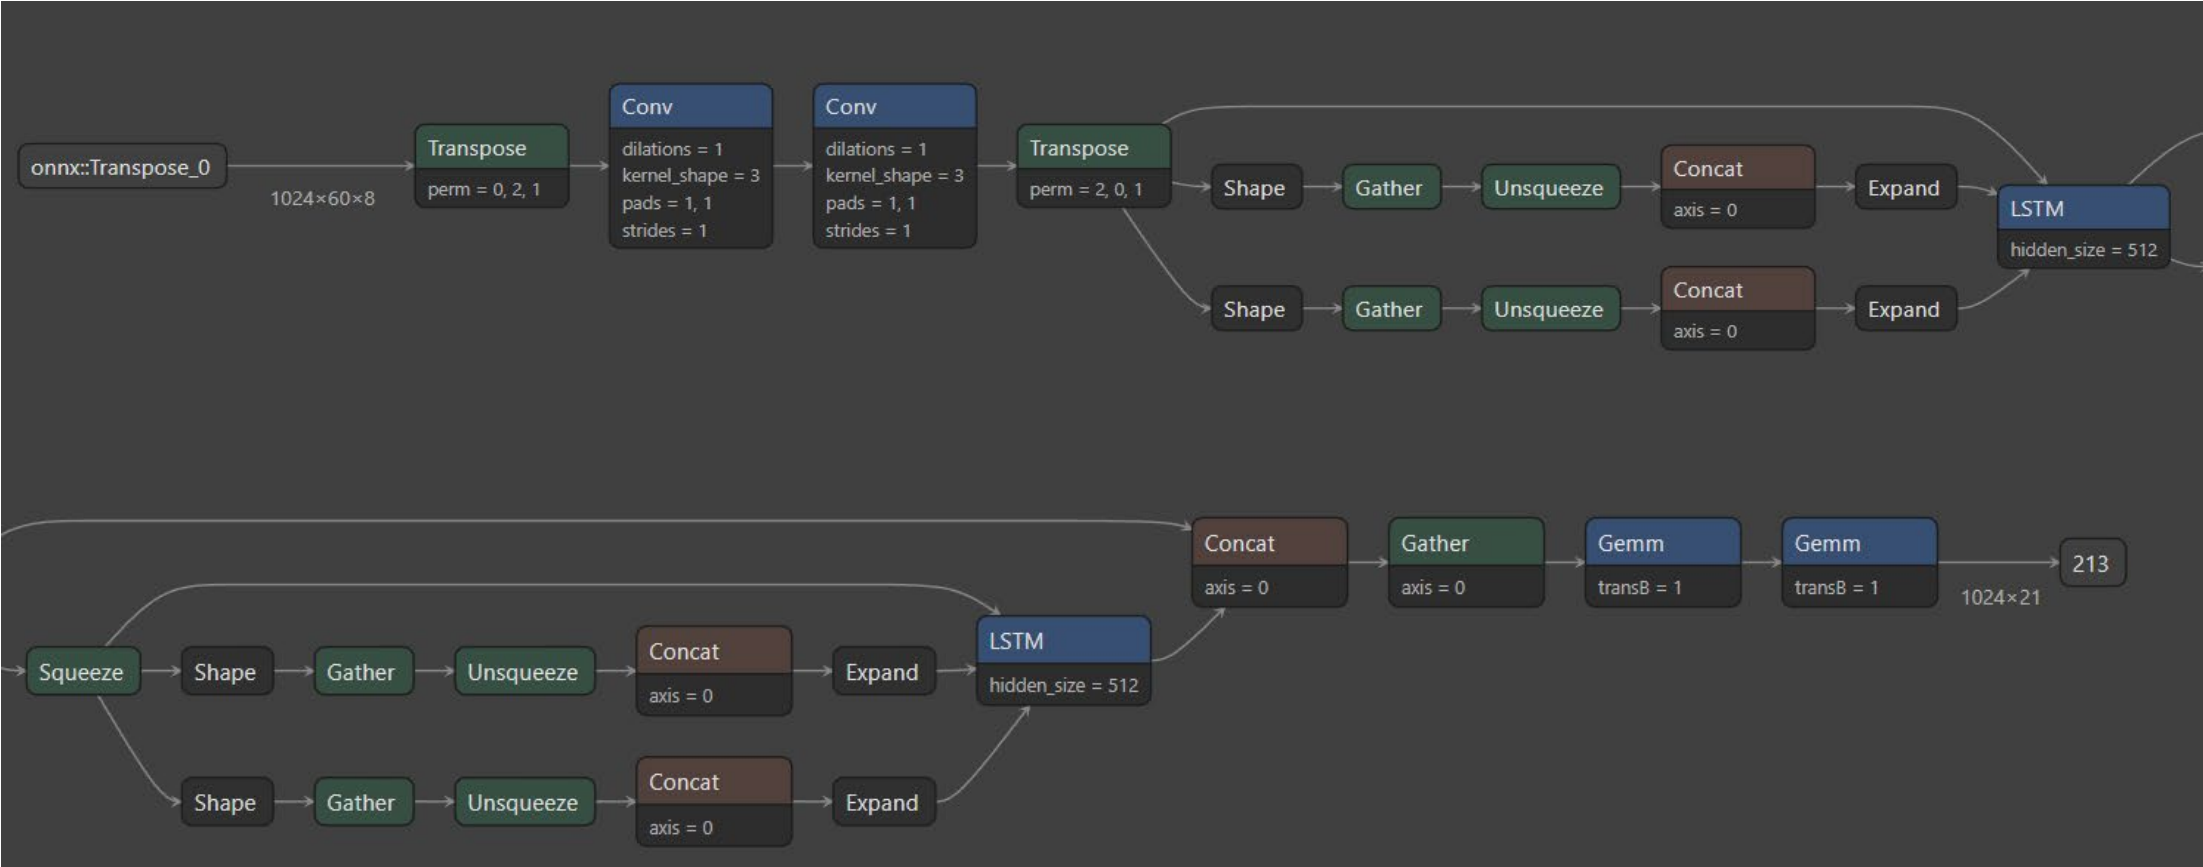 onnx::Transpose_0
1024×60×8
Transpose
perm = 0, 2, 1
Conv
dilations = 1
kernel_shape = 3
pads = 1, 1
strides = 1
Conv
dilations = 1
kernel_shape = 3
pads = 1, 1
strides = 1
Transpose
perm = 2, 0, 1
Shape
Gather
Unsqueeze
Concat
axis = 0
Expand
Shape
Gather
Unsqueeze
Concat
axis = 0
Expand
LSTM
hidden_size = 512
Squeeze
Shape
Gather
Unsqueeze
Concat
axis = 0
Expand
Shape
Gather
Unsqueeze
Concat
axis = 0
Expand
LSTM
hidden_size = 512
Concat
axis = 0
Gather
axis = 0
Gemm
transB = 1
Gemm
transB = 1
1024×21
213